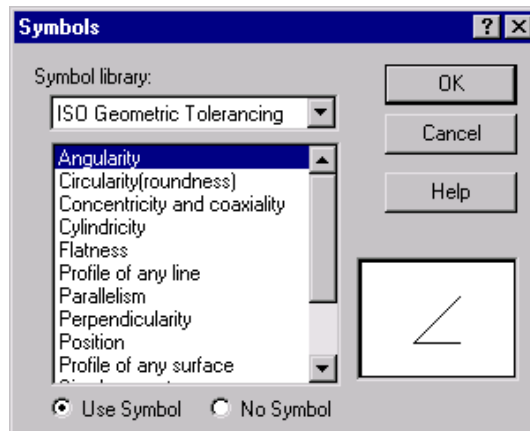 Symbols
Symbol library:
ISO Geometric Tolerancing
Angularity
Circularity(roundness)
Concentricity and coaxiality
Cylindricity
Flatness
Profile of any line
Parallelism
Perpendicularity
Position
Profile of any surface
Use Symbol No Symbol
OK
Cancel
Help